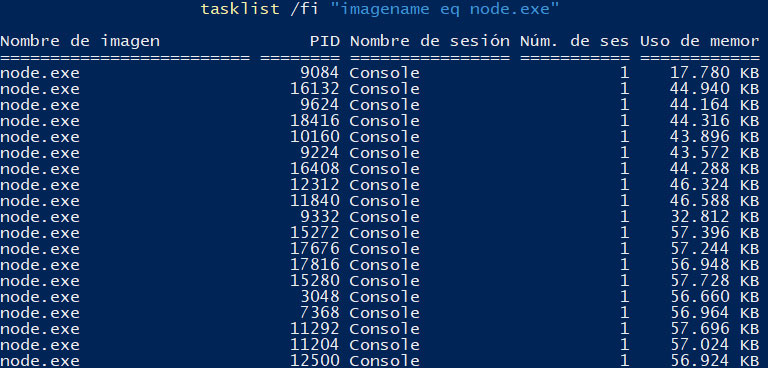 tasklist /fi "imagename eq node.exe"
Nombre de imagen PID Nombre de sesión Núm. de ses Uso de memor
========================= ======== ================ =========== ============
node.exe 9084 Console 1 17.780 KB
node.exe 16132 Console 1 44.940 KB
node.exe 9624 Console 1 44.164 KB
node.exe 18416 Console 1 44.316 KB
node.exe 10160 Console 1 43.896 KB
node.exe 9224 Console 1 43.572 KB
node.exe 16408 Console 1 44.288 KB
node.exe 12312 Console 1 46.324 KB
node.exe 11840 Console 1 46.588 KB
node.exe 9332 Console 1 32.812 KB
node.exe 15272 Console 1 57.396 KB
node.exe 17676 Console 1 57.244 KB
node.exe 17816 Console 1 56.948 KB
node.exe 15280 Console 1 57.728 KB
node.exe 3048 Console 1 56.660 KB
node.exe 7368 Console 1 56.964 KB
node.exe 11292 Console 1 57.696 KB
node.exe 11204 Console 1 57.024 KB
node.exe 12500 Console 1 56.924 KB